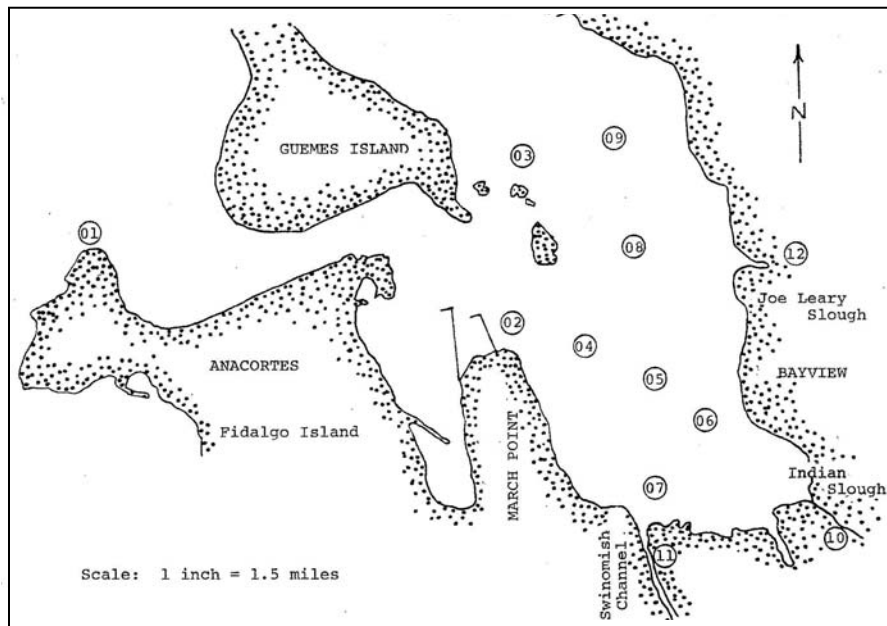 09
03
GUEMES ISLAND
N
01
08
12
Joe Leary
Slough
02
04
ANACORTES
BAYVIEW
05
06
Fidalgo Island
Indian
Slough
07
MARCH POINT
Swinomish
Channel
11
10
Scale: 1 inch = 1.5 miles